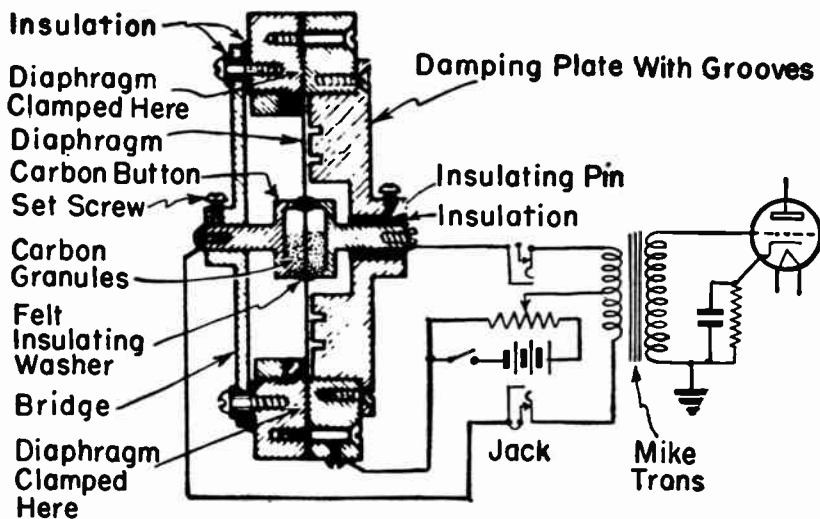 Insulation
Diaphragm
Clamped Here
Diaphragm
Carbon Button
Set Screw
Carbon
Granules
Felt
Insulating
Washer
Bridge
Diaphragm
Clamped
Here
Damping Plate With Grooves
Insulating Pin
Insulation
Jack
Mike
Trans